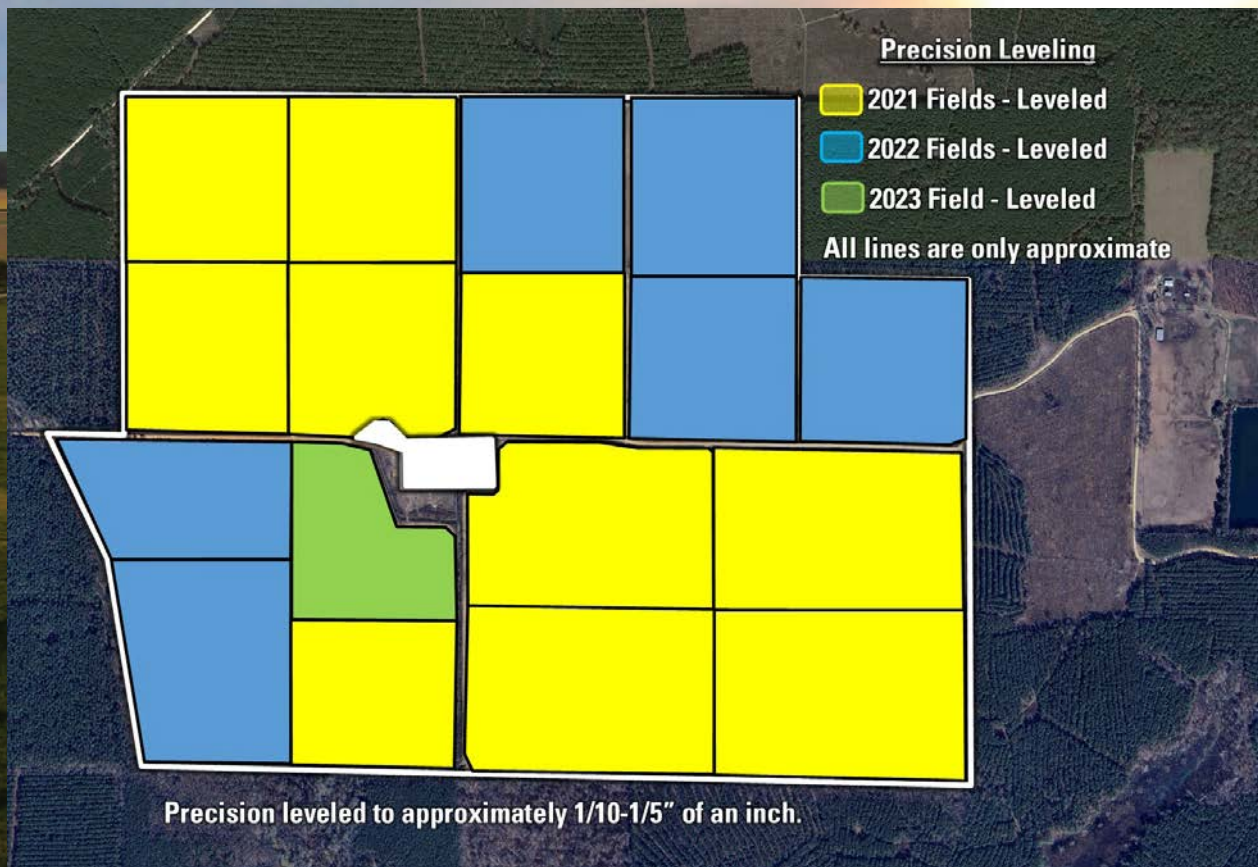 Precision Leveling
2021 Fields - Leveled
2022 Fields - Leveled
2023 Field - Leveled
All lines are only approximate
Precision leveled to approximately 1/10-1/5” of an inch.